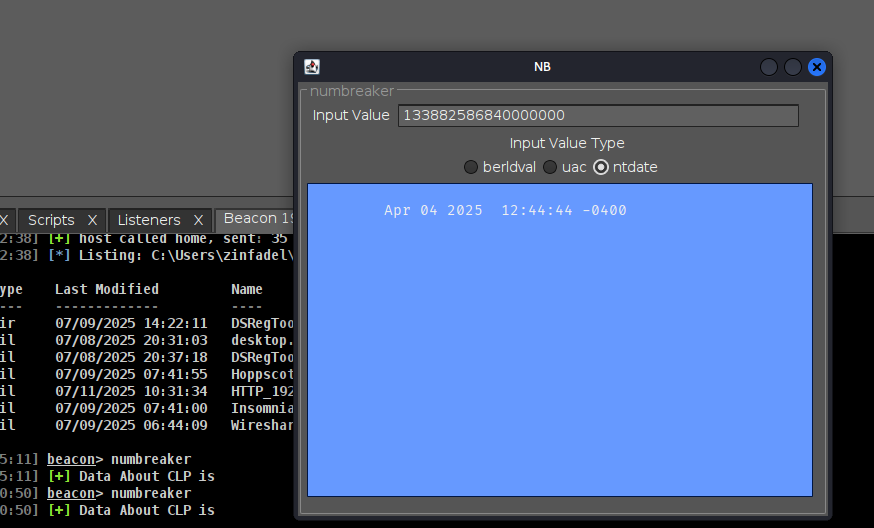 NB
numbreaker
Input Value 133882586840000000
Input Value Type
berldval uac ntdate
Apr 04 2025 12:44:44 -0400
X Scripts X Listeners X Beacon 19
2:38] [+] host called home, sent: 35
2:38] [*] Listing: C:\Users\zinfadel\
ype Last Modified Name
--- ------------- ----
ir 07/09/2025 14:22:11 DSRegToo
il 07/08/2025 20:31:03 desktop.
il 07/08/2025 20:37:18 DSRegToo
il 07/09/2025 07:41:55 Hoppscot
il 07/11/2025 10:31:34 HTTP_192
il 07/09/2025 07:41:00 Insomnia
il 07/09/2025 06:44:09 Wireshar
5:11] beacon> numbreaker
5:11] [+] Data About CLP is
0:50] beacon> numbreaker
0:50] [+] Data About CLP is